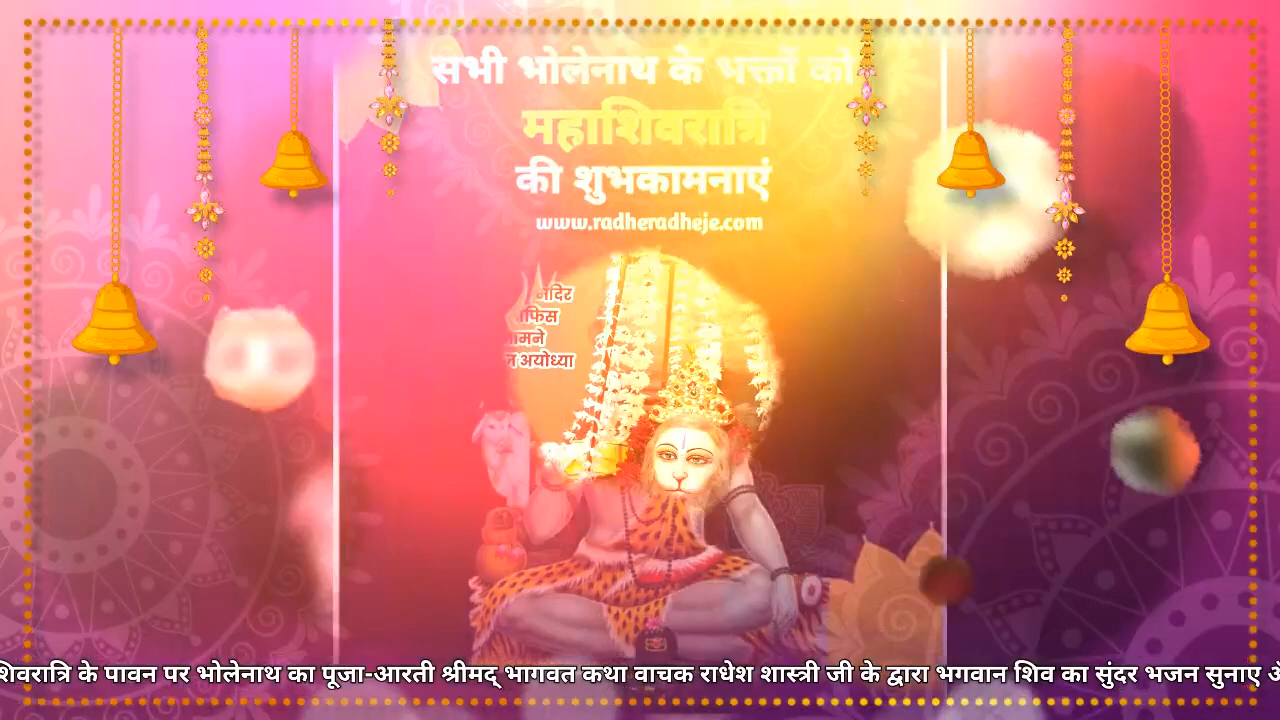 सभी भोलेनाथ के भक्तों को
महाशिवरात्रि
की शुभकामनाएं
www.radheradheje.com
अयोध्या
शिवरात्रि के पावन पर भोलेनाथ का पूजा-आरती श्रीमद् भागवत कथा वाचक राधेश शास्त्री जी के द्वारा भगवान शिव का सुंदर भजन सुनाए